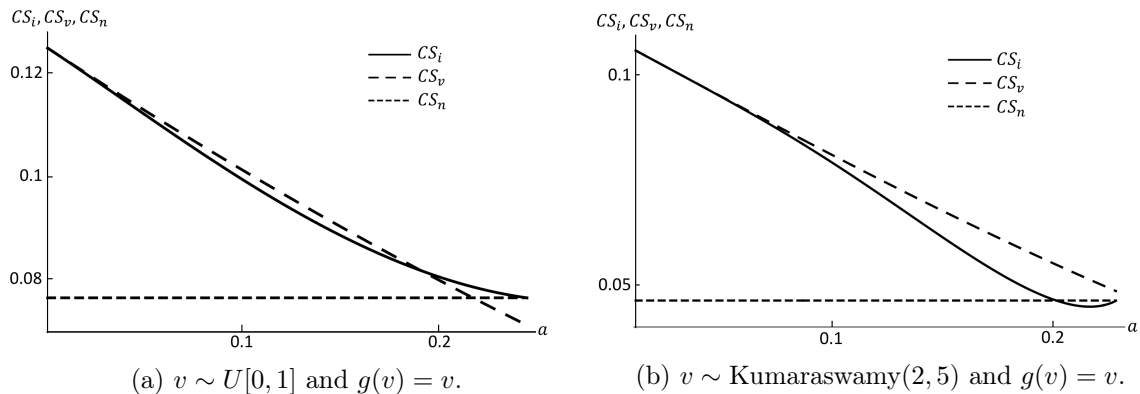 CS_i, CS_v, CS_n
CS_i
CS_v
CS_n
0.12
0.1
0.08
0.1
0.2
a
(a) v ∼ U[0, 1] and g(v) = v.
CS_i, CS_v, CS_n
CS_i
CS_v
CS_n
0.1
0.05
0.1
0.2
a
(b) v ∼ Kumaraswamy(2, 5) and g(v) = v.